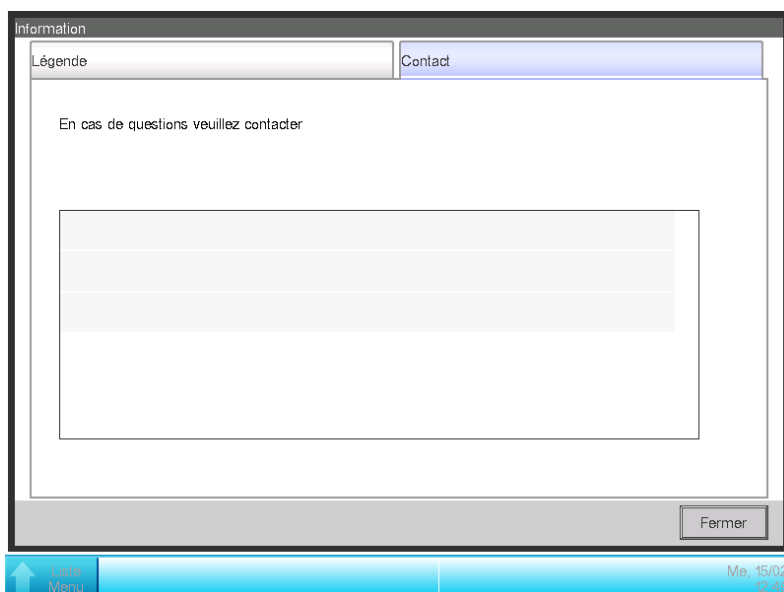 Information
Légende
Contact
En cas de questions veuillez contacter
Fermer
Liste
Menu
Me, 15/02